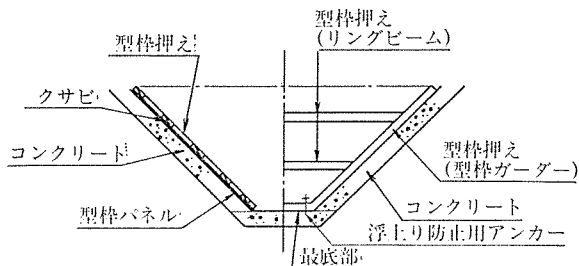 型枠押え
クサビ
コンクリート
型枠パネル
型枠押え
(リングビーム)
型枠押え
(型枠ガーダー)
コンクリート
浮上り防止用アンカー
最底部